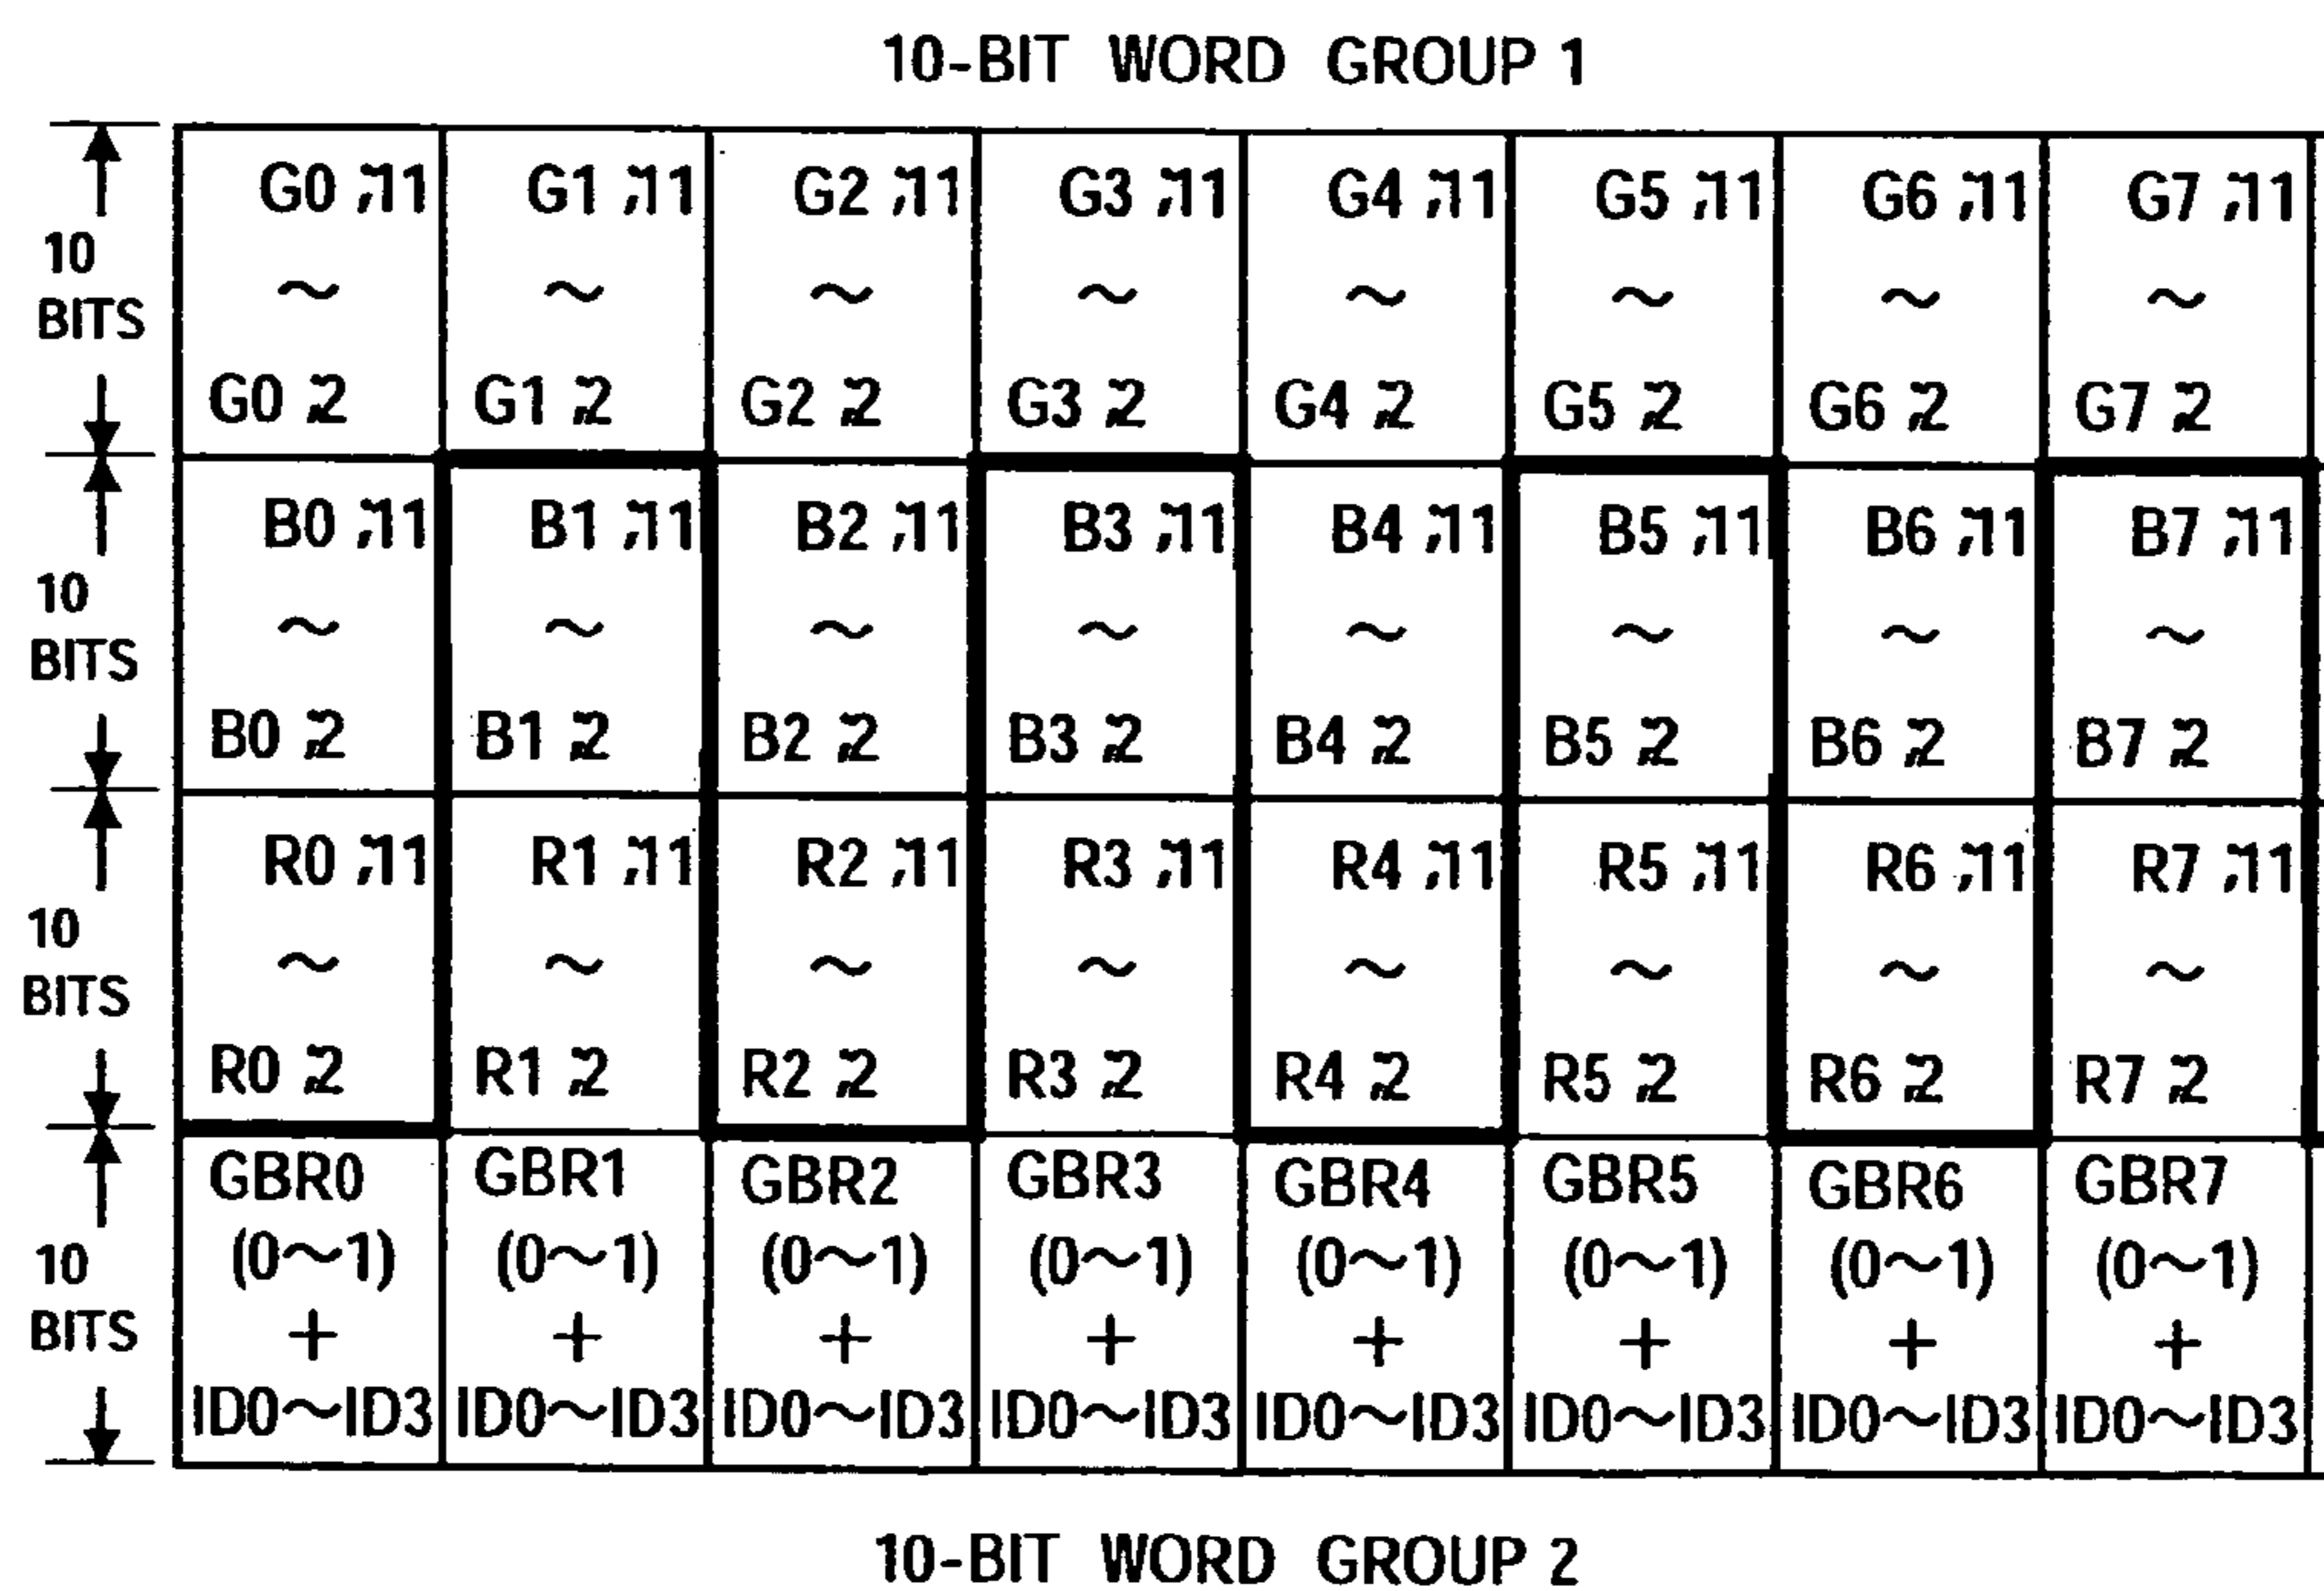 10-BIT WORD GROUP 1
10 BITS
G0,11 G1,11 G2,11 G3,11 G4,11 G5,11 G6,11 G7,11
~ ~ ~ ~ ~ ~ ~ ~
G0,2 G1,2 G2,2 G3,2 G4,2 G5,2 G6,2 G7,2
10 BITS
B0,11 B1,11 B2,11 B3,11 B4,11 B5,11 B6,11 B7,11
~ ~ ~ ~ ~ ~ ~ ~
B0,2 B1,2 B2,2 B3,2 B4,2 B5,2 B6,2 B7,2
10 BITS
R0,11 R1,11 R2,11 R3,11 R4,11 R5,11 R6,11 R7,11
~ ~ ~ ~ ~ ~ ~ ~
R0,2 R1,2 R2,2 R3,2 R4,2 R5,2 R6,2 R7,2
10 BITS
GBR0 GBR1 GBR2 GBR3 GBR4 GBR5 GBR6 GBR7
(0~1) (0~1) (0~1) (0~1) (0~1) (0~1) (0~1) (0~1)
+ + + + + + + +
ID0~ID3 ID0~ID3 ID0~ID3 ID0~ID3 ID0~ID3 ID0~ID3 ID0~ID3 ID0~ID3
10-BIT WORD GROUP 2